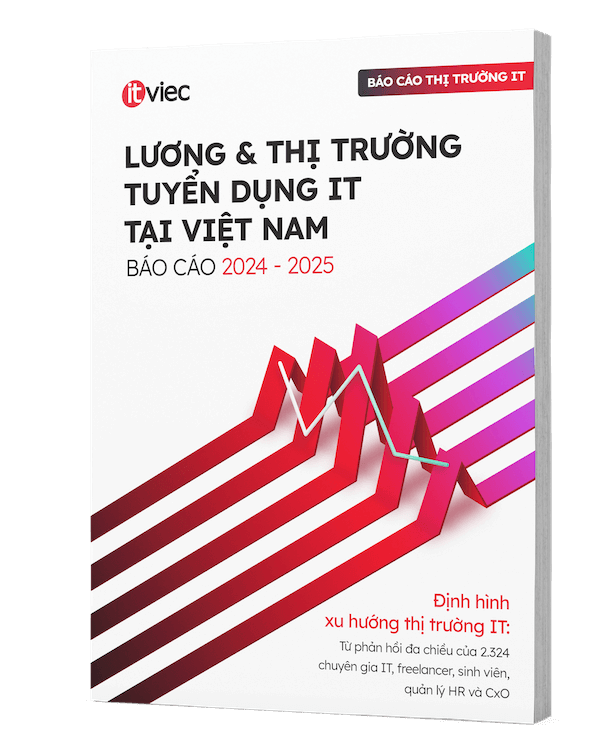 itviec
BÁO CÁO THỊ TRƯỜNG IT
LƯƠNG & THỊ TRƯỜNG
TUYỂN DỤNG IT
TẠI VIỆT NAM
BÁO CÁO 2024 - 2025
Định hình
xu hướng thị trường IT:
Từ phản hồi đa chiều của 2.324
chuyên gia IT, freelancer, sinh viên,
quản lý HR và CxO